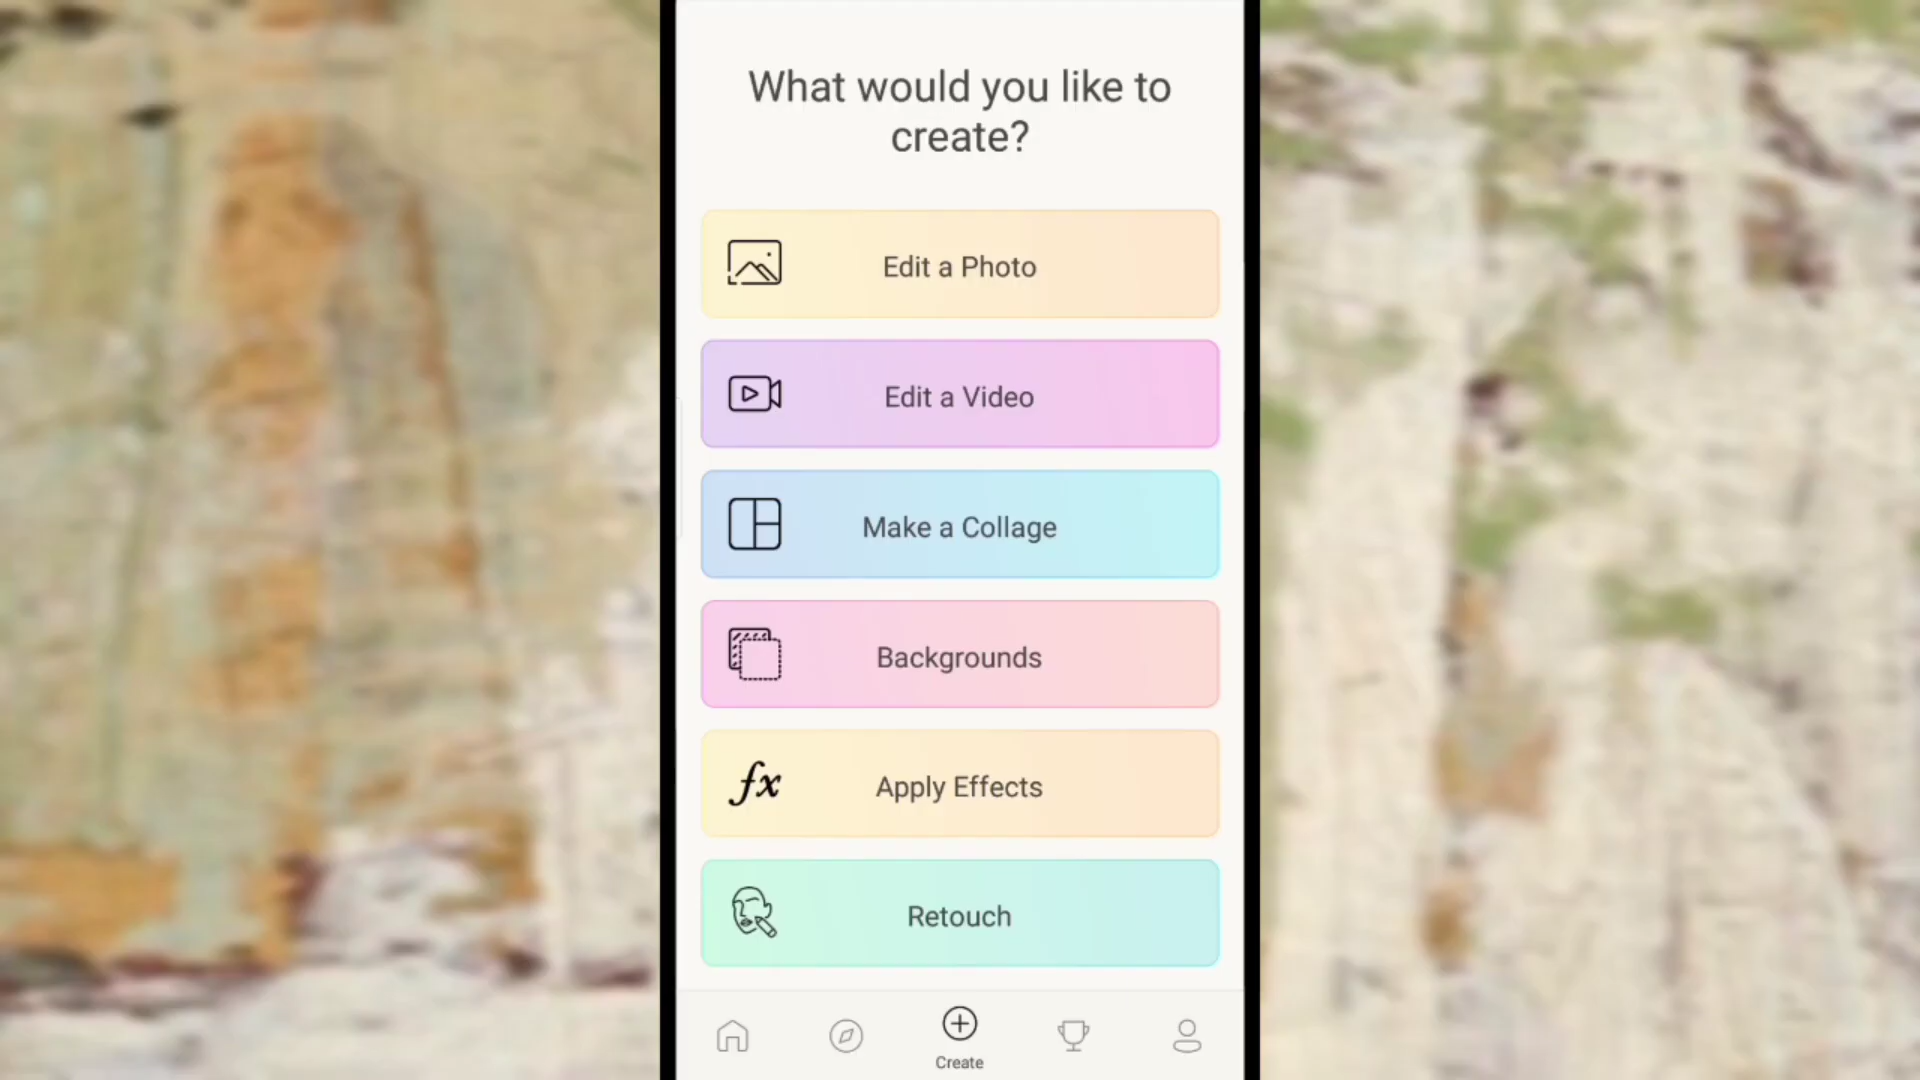 What would you like to
create?
Edit a Photo
Edit a Video
Make a Collage
Backgrounds
fx Apply Effects
Retouch
Create